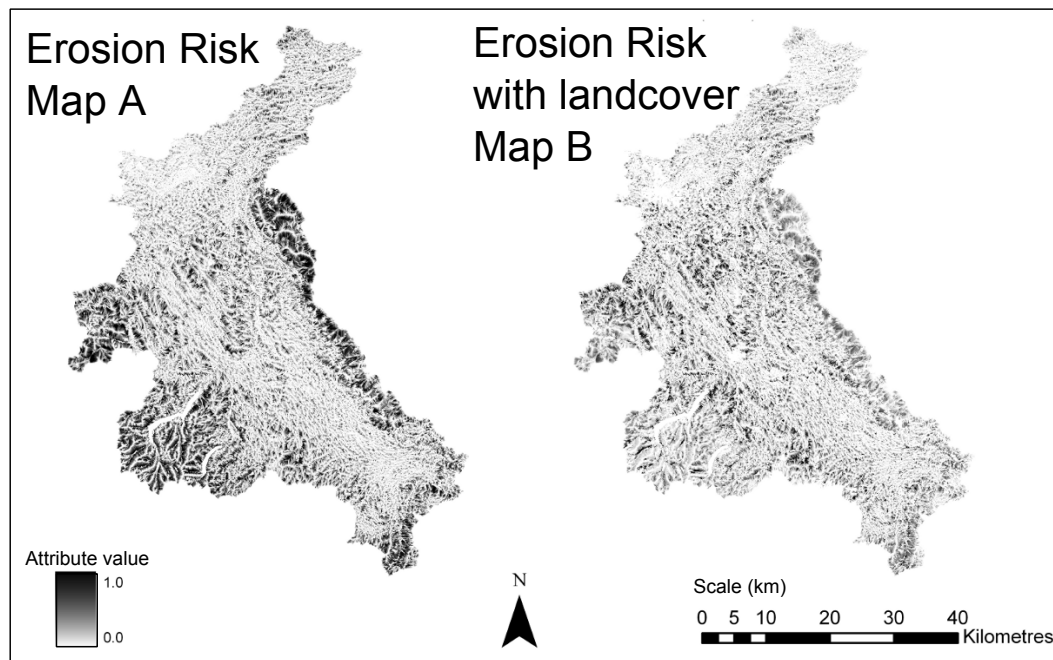 Erosion Risk
Map A
Erosion Risk
with landcover
Map B
Attribute value
1.0
0.0
N
Scale (km)
0 5 10 20 30 40
Kilometres